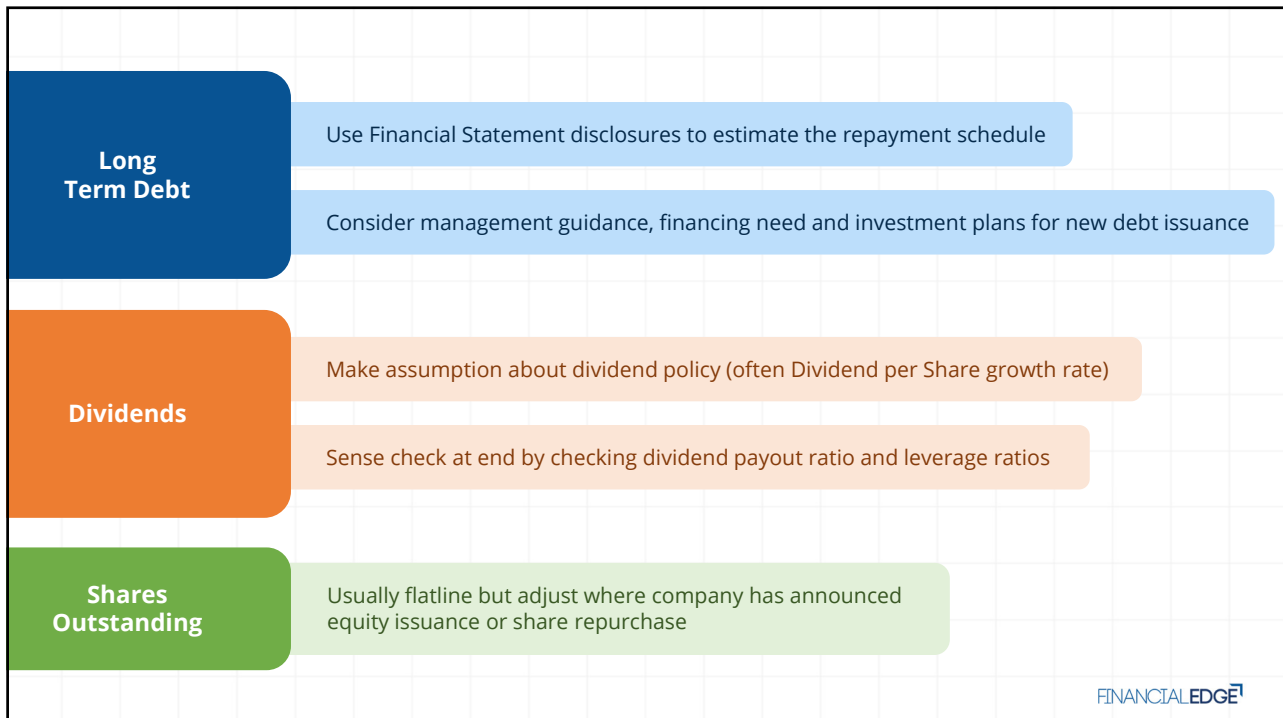 Long
Term Debt
Use Financial Statement disclosures to estimate the repayment schedule
Consider management guidance, financing need and investment plans for new debt issuance
Dividends
Make assumption about dividend policy (often Dividend per Share growth rate)
Sense check at end by checking dividend payout ratio and leverage ratios
Shares
Outstanding
Usually flatline but adjust where company has announced
equity issuance or share repurchase
FINANCIALEDGE